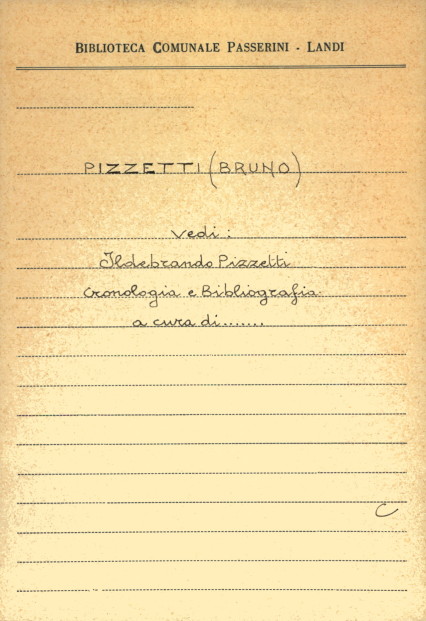 BIBLIOTECA COMUNALE PASSERINI - LANDI
PIZZETTI (BRUNO)
Vedi:
Ildebrando Pizzetti
Cronologia e Bibliografia
a cura di.......
C